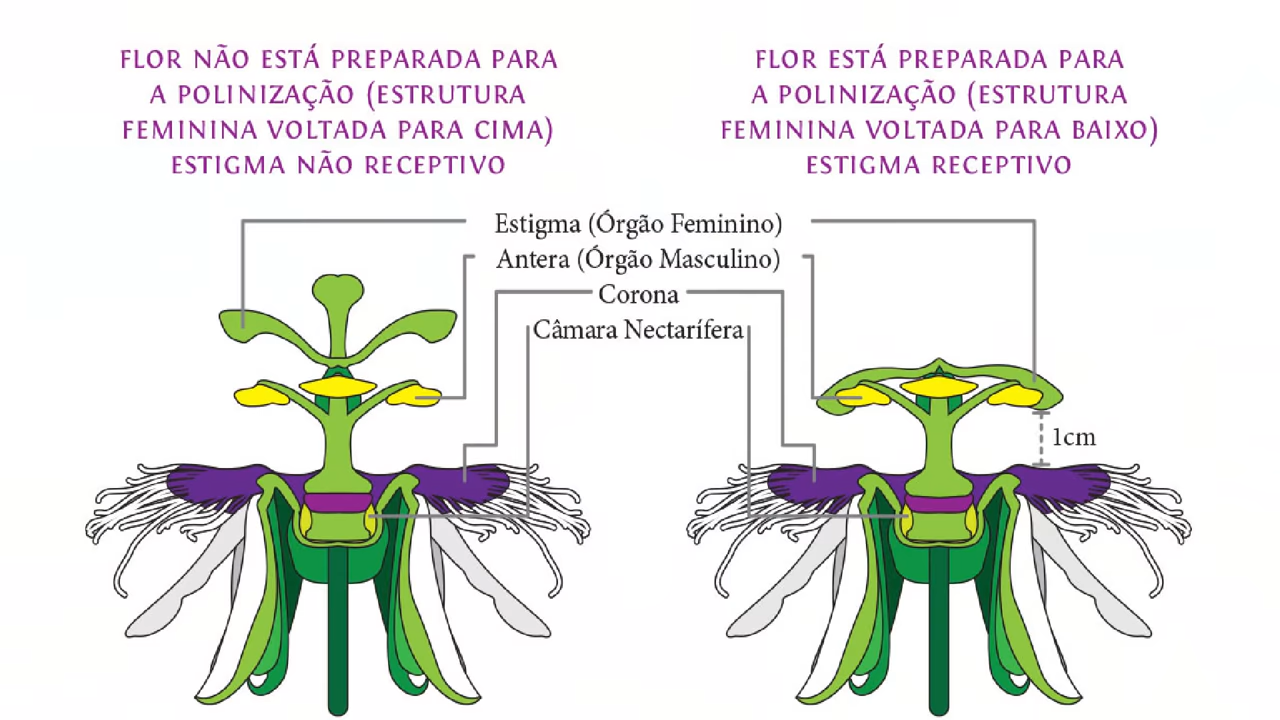 FLOR NÃO ESTÁ PREPARADA PARA
A POLINIZAÇÃO (ESTRUTURA
FEMININA VOLTADA PARA CIMA)
ESTIGMA NÃO RECEPTIVO
FLOR ESTÁ PREPARADA PARA
A POLINIZAÇÃO (ESTRUTURA
FEMININA VOLTADA PARA BAIXO)
ESTIGMA RECEPTIVO
Estigma (Órgão Feminino)
Antera (Órgão Masculino)
Corona
Câmara Nectarífera
1cm